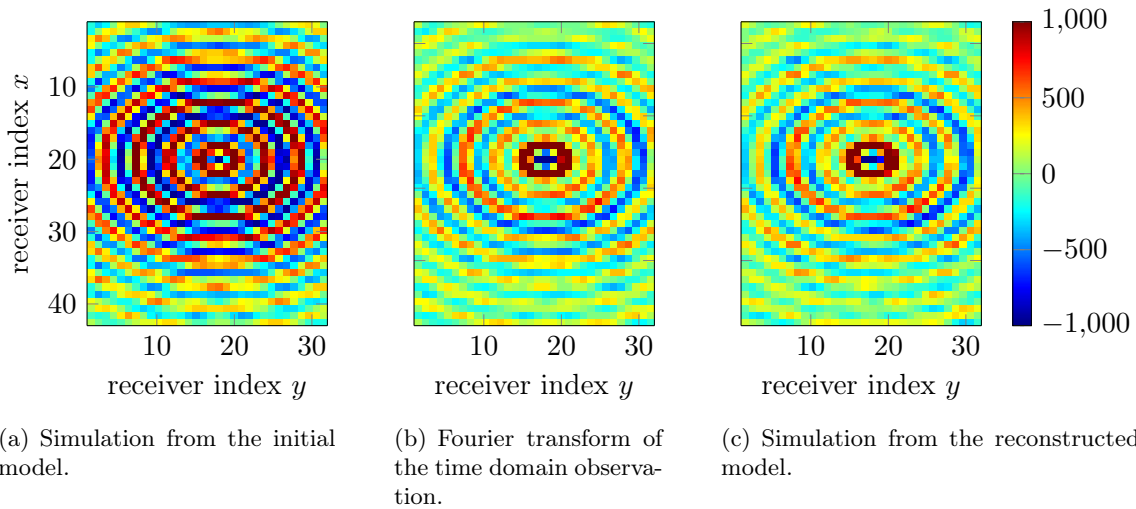 receiver index x
10
20
30
40
10 20 30
receiver index y
10 20 30
receiver index y
10 20 30
receiver index y
1,000
500
0
−500
−1,000
(a) Simulation from the initial
model.
(b) Fourier transform of
the time domain observa-
tion.
(c) Simulation from the reconstructed
model.